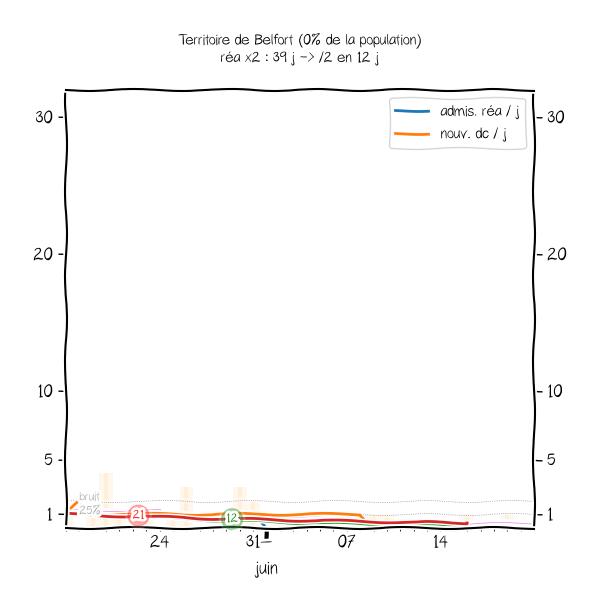 Territoire de Belfort (0% de la population)
réa x2 : 39 j -> /2 en 12 j
admis. réa / j
nouv. dc / j
30
30
20
20
10
10
5
5
bruit
25%
21
12
1
1
24
31
07
14
juin